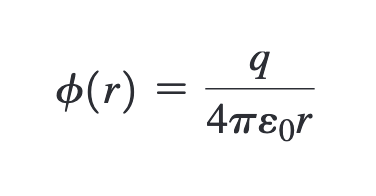 ϕ(r) = q / 4πε₀r